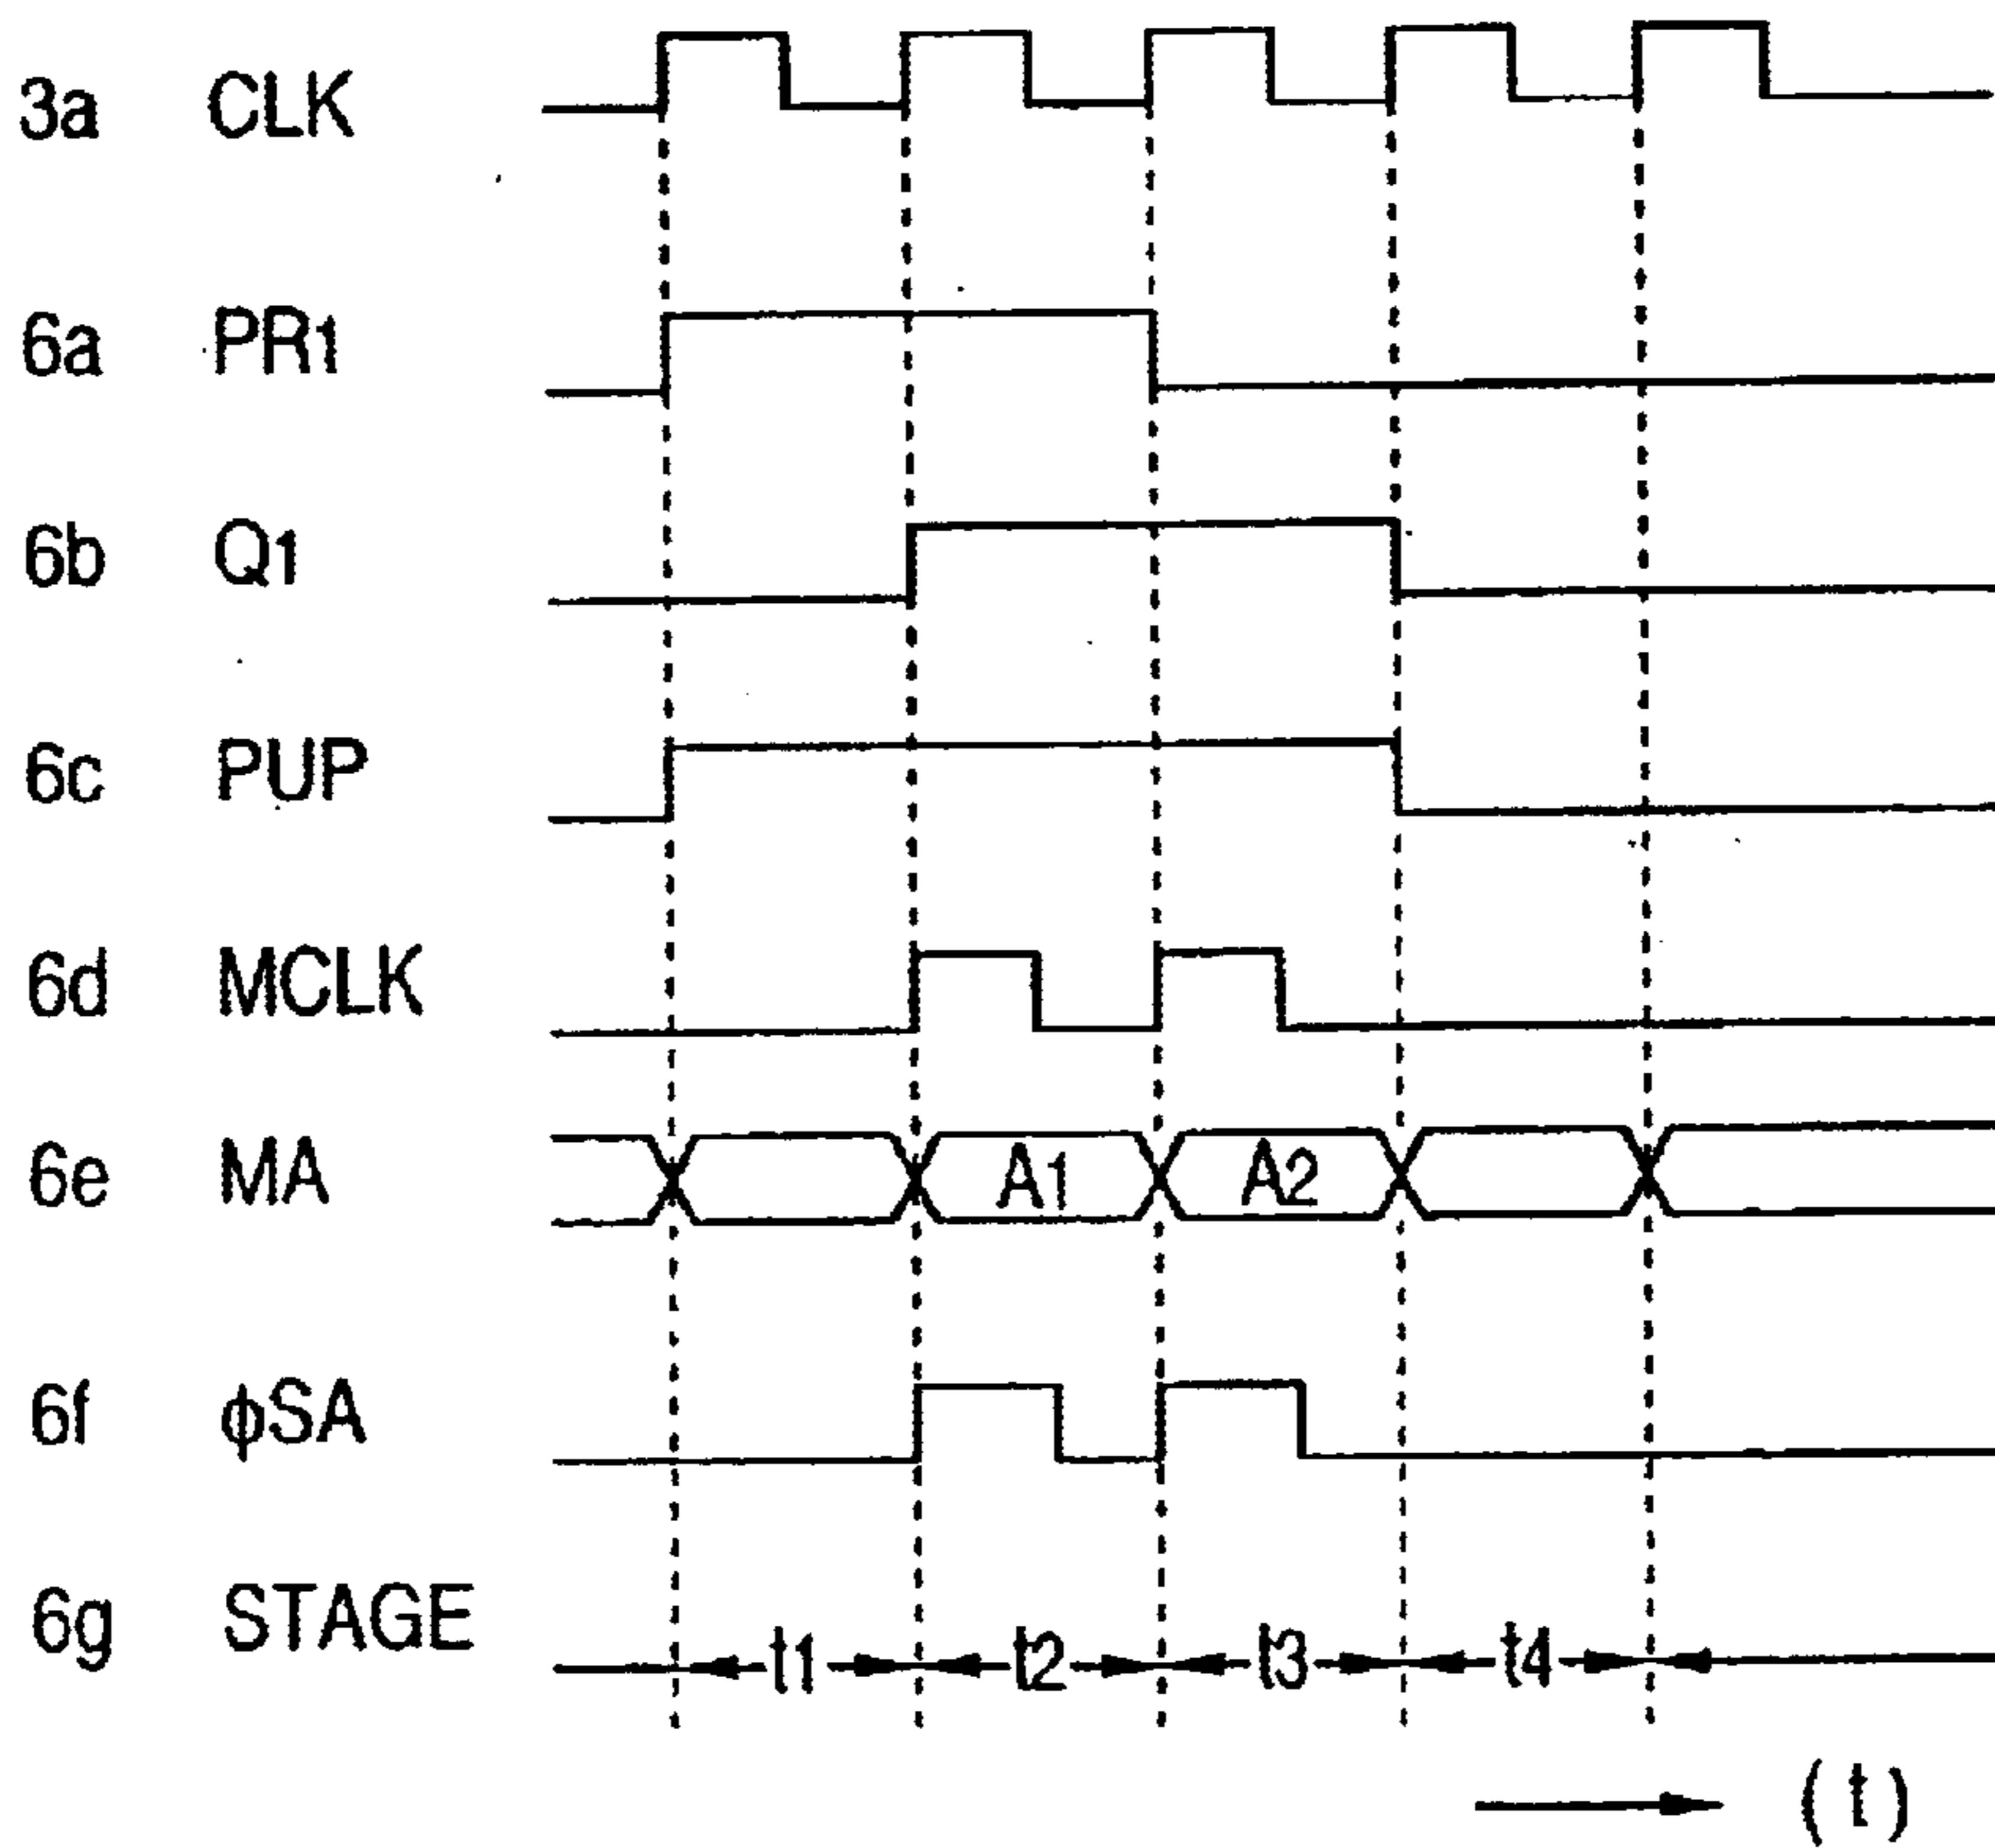 3a CLK
6a PR1
6b Q1
6c PUP
6d MCLK
6e MA A1 A2
6f ϕSA
6g STAGE t1 t2 t3 t4
(t)